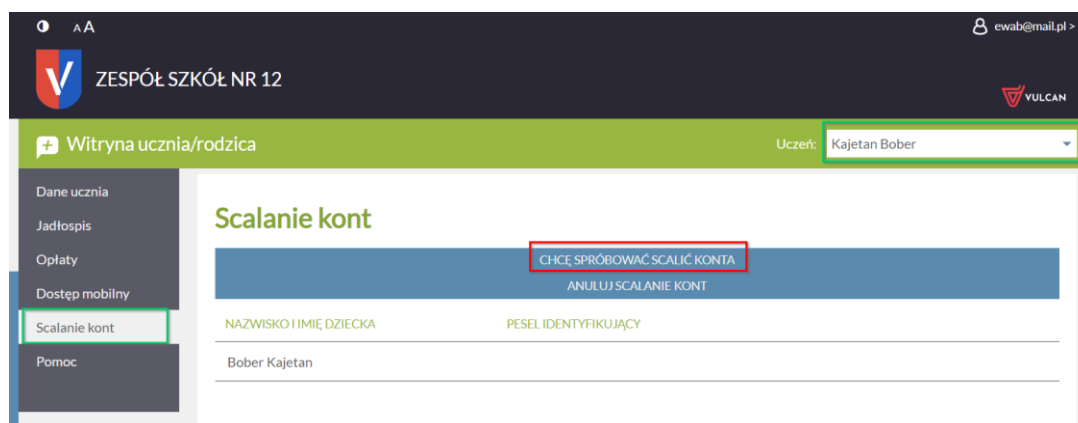 AA
ewab@mail.pl >
V
ZESPÓŁ SZKÓŁ NR 12
VULCAN
Witryna ucznia/rodzica
Uczeń: Kajetan Bober
Dane ucznia
Jadłospis
Opłaty
Dostęp mobilny
Scalanie kont
Pomoc
Scalanie kont
CHCĘ SPRÓBOWAĆ SCALIĆ KONTA
ANULUJ SCALANIE KONT
NAZWISKO I IMIĘ DZIECKA PESEL IDENTYFIKUJĄCY
Bober Kajetan